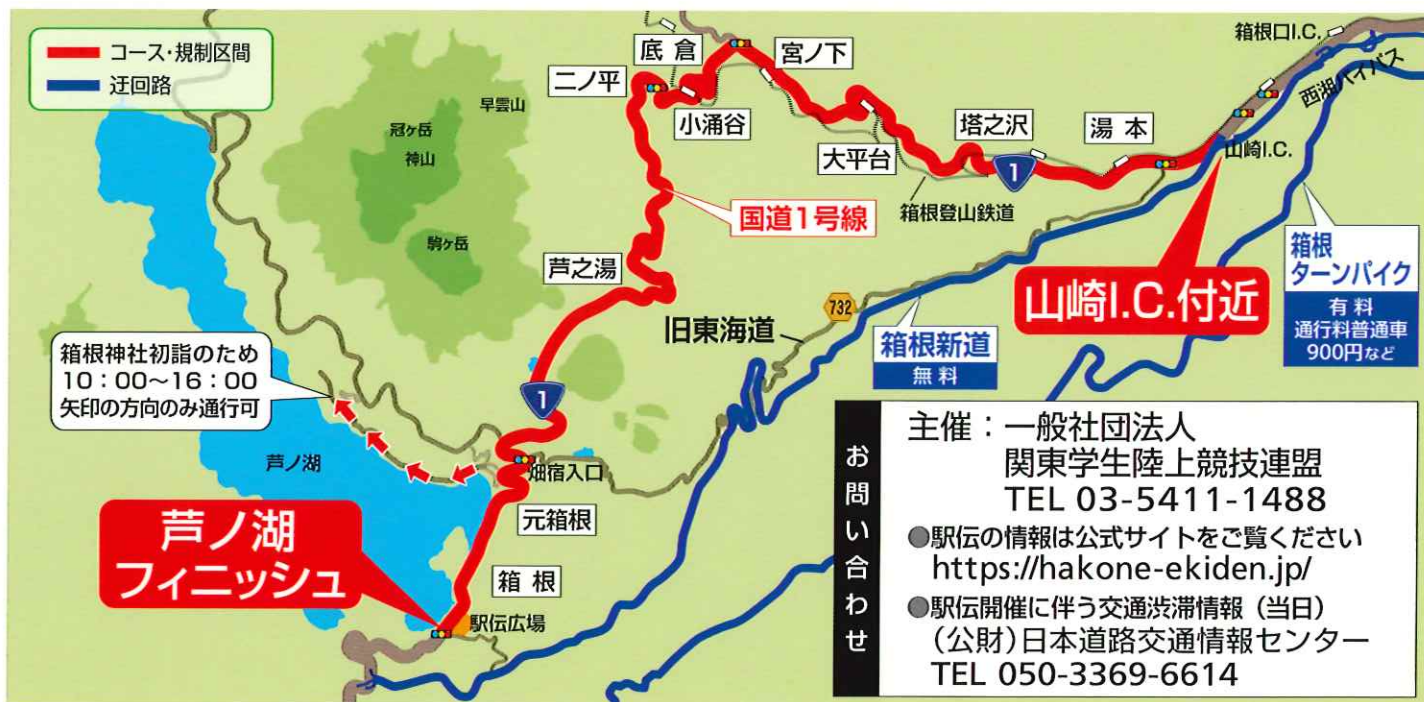 コース・規制区間
迂回路
底倉
宮ノ下
二ノ平
小涌谷
早雲山
冠ヶ岳
神山
駒ヶ岳
大平台
塔之沢
湯本
箱根口I.C.
西湘バイパス
山崎I.C.
1
箱根登山鉄道
国道1号線
芦之湯
山崎I.C.付近
箱根
ターンパイク
有料
通行料普通車
900円など
732
旧東海道
箱根新道
無料
箱根神社初詣のため
10:00〜16:00
矢印の方向のみ通行可
1
芦ノ湖
畑宿入口
元箱根
芦ノ湖
フィニッシュ
箱根
駅伝広場
お問い合わせ
主催:一般社団法人
関東学生陸上競技連盟
TEL 03-5411-1488
●駅伝の情報は公式サイトをご覧ください
https://hakone-ekiden.jp/
●駅伝開催に伴う交通渋滞情報(当日)
(公財)日本道路交通情報センター
TEL 050-3369-6614